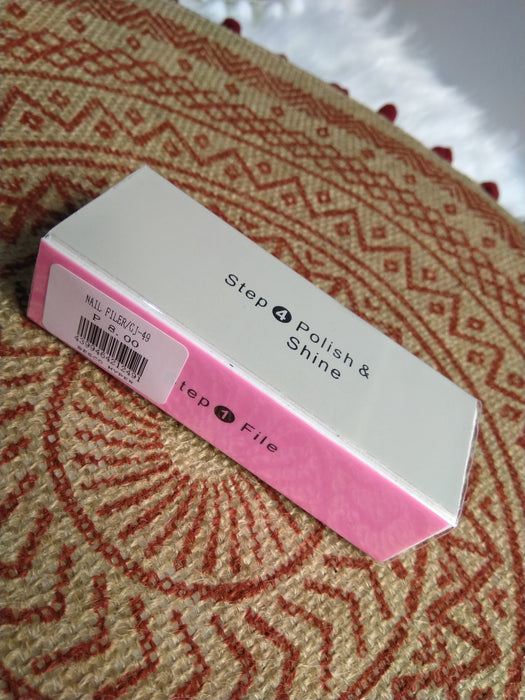 Step 4 Polish &
Shine
NAIL FILER/CJ-49
P 8.00
tep 1 File